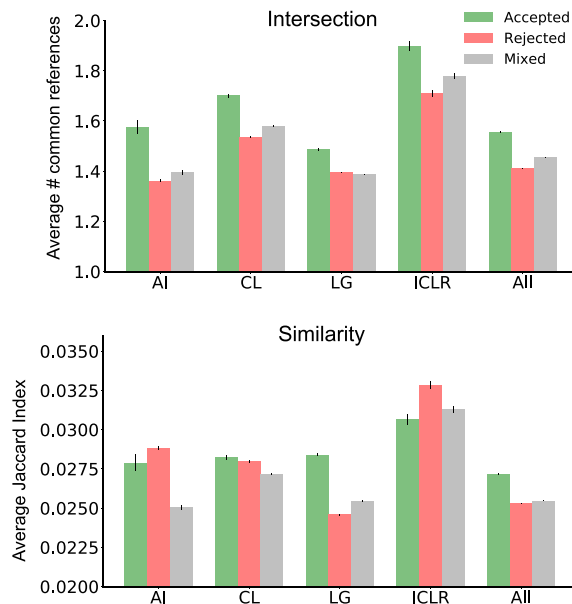 Intersection
Accepted
Rejected
Mixed
Average # common references
2.0
1.8
1.6
1.4
1.2
1.0
AI CL LG ICLR All
Similarity
Average Jaccard Index
0.0350
0.0325
0.0300
0.0275
0.0250
0.0225
0.0200
AI CL LG ICLR All